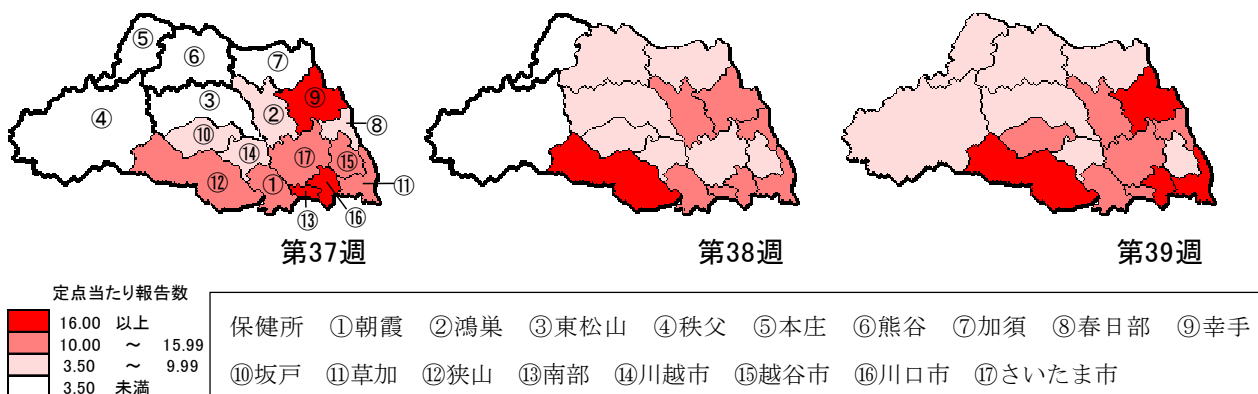 ⑤
⑥
⑦
④
③
②
⑨
⑩
⑧
⑭
⑰
⑮
⑫
①
⑪
⑬
⑯
第37週
第38週
第39週
定点当たり報告数
16.00 以上
10.00 ～ 15.99
3.50 ～ 9.99
3.50 未満
保健所 ①朝霞 ②鴻巣 ③東松山 ④秩父 ⑤本庄 ⑥熊谷 ⑦加須 ⑧春日部 ⑨幸手
⑩坂戸 ⑪草加 ⑫狭山 ⑬南部 ⑭川越市 ⑮越谷市 ⑯川口市 ⑰さいたま市